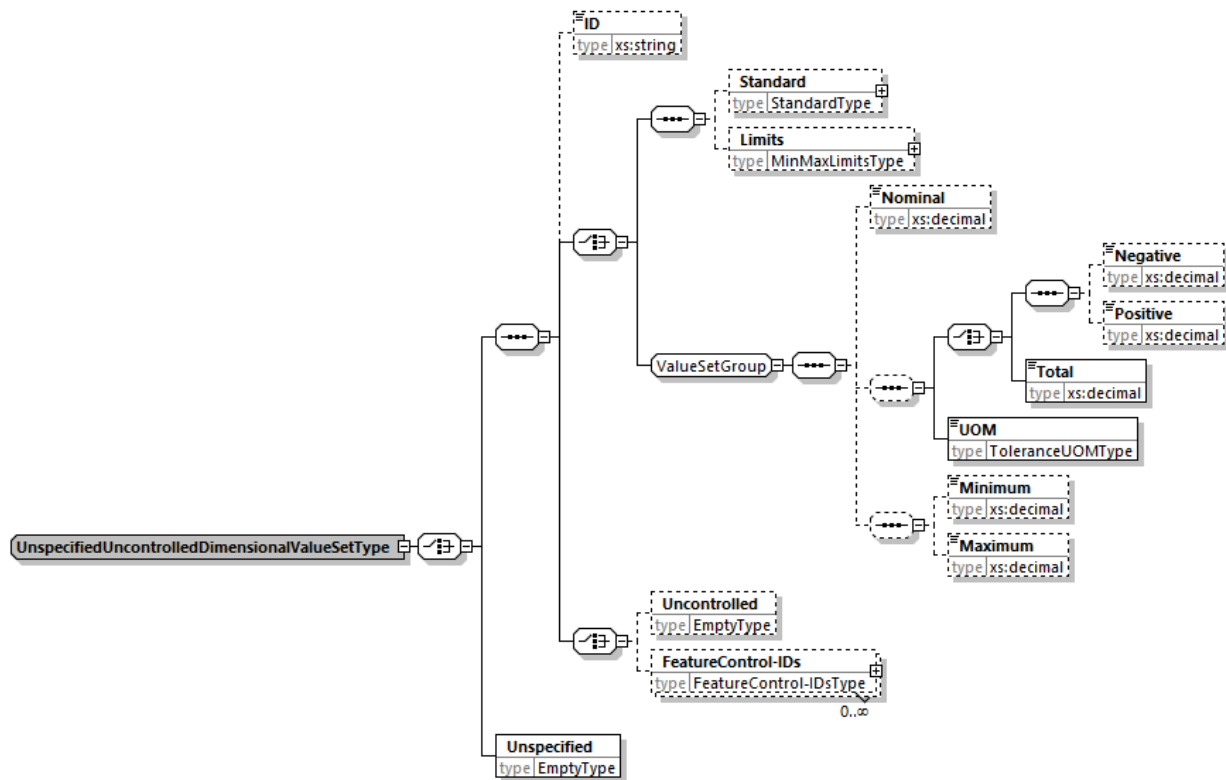 ID
type xs:string
Standard
type StandardType
Limits
type MinMaxLimitsType
Nominal
type xs:decimal
Negative
type xs:decimal
Positive
type xs:decimal
ValueSetGroup
Total
type xs:decimal
UOM
type ToleranceUOMType
Minimum
type xs:decimal
UnspecifiedUncontrolledDimensionalValueSetType
Maximum
type xs:decimal
Uncontrolled
type EmptyType
FeatureControl-IDs
type FeatureControl-IDsType
0..∞
Unspecified
type EmptyType